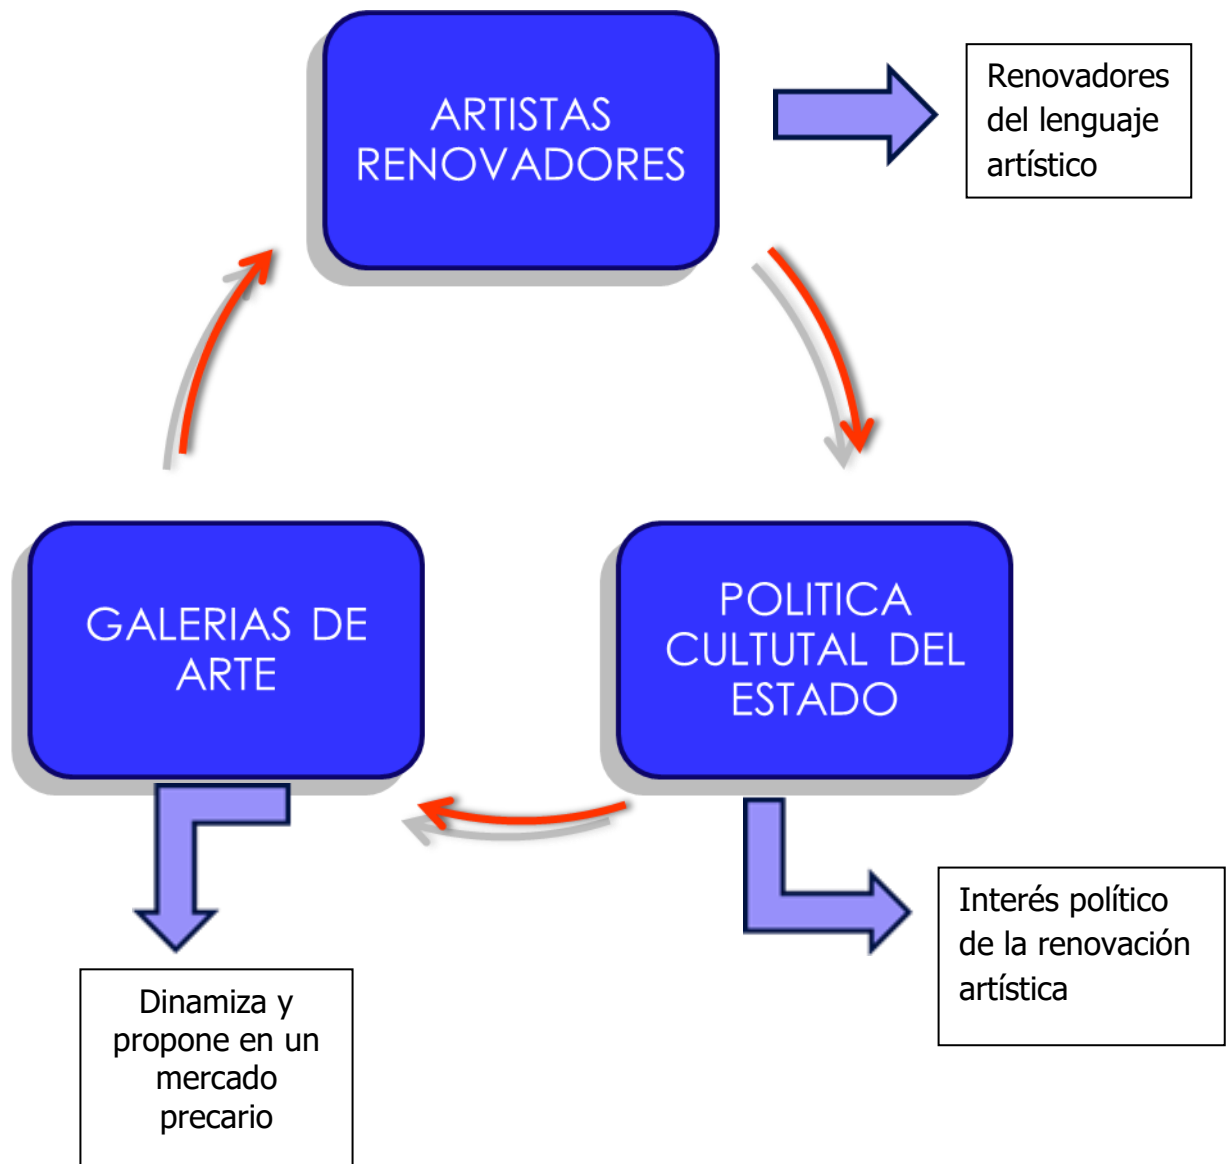 ARTISTAS
RENOVADORES
Renovadores
del lenguaje
artístico
GALERIAS DE
ARTE
POLITICA
CULTUTAL DEL
ESTADO
Interés político
de la renovación
artística
Dinamiza y
propone en un
mercado
precario